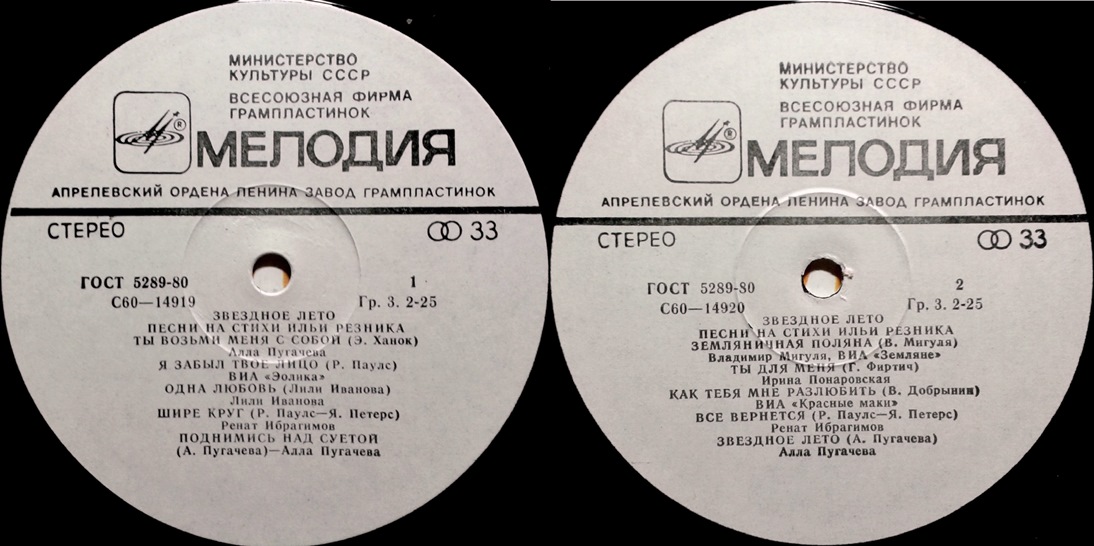 МИНИСТЕРСТВО
КУЛЬТУРЫ СССР
ВСЕСОЮЗНАЯ ФИРМА
ГРАМПЛАСТИНОК
®
МЕЛОДИЯ
АПРЕЛЕВСКИЙ ОРДЕНА ЛЕНИНА ЗАВОД ГРАМПЛАСТИНОК
СТЕРЕО
33
ГОСТ 5289-80
1
С60—14919
Гр. 3. 2-25
ЗВЕЗДНОЕ ЛЕТО
ПЕСНИ НА СТИХИ ИЛЬИ РЕЗНИКА
ТЫ ВОЗЬМИ МЕНЯ С СОБОЙ (Э. Ханок)
Алла Пугачева
Я ЗАБЫЛ ТВОЕ ЛИЦО (Р. Паулс)
ВИА «Эолика»
ОДНА ЛЮБОВЬ (Лили Иванова)
Лили Иванова
ШИРЕ КРУГ (Р. Паулс—Я. Петерс)
Ренат Ибрагимов
ПОДНИМИСЬ НАД СУЕТОЙ
(А. Пугачева)—Алла Пугачева
МИНИСТЕРСТВО
КУЛЬТУРЫ СССР
ВСЕСОЮЗНАЯ ФИРМА
ГРАМПЛАСТИНОК
®
МЕЛОДИЯ
АПРЕЛЕВСКИЙ ОРДЕНА ЛЕНИНА ЗАВОД ГРАМПЛАСТИНОК
СТЕРЕО
33
ГОСТ 5289-80
2
С60—14920
Гр. 3. 2-25
ЗВЕЗДНОЕ ЛЕТО
ПЕСНИ НА СТИХИ ИЛЬИ РЕЗНИКА
ЗЕМЛЯНИЧНАЯ ПОЛЯНА (В. Мигуля)
Владимир Мигуля, ВИА «Земляне»
ТЫ ДЛЯ МЕНЯ (Г. Фиртич)
Ирина Понаровская
КАК ТЕБЯ МНЕ РАЗЛЮБИТЬ (В. Добрынин)
ВИА «Красные маки»
ВСЕ ВЕРНЕТСЯ (Р. Паулс—Я. Петерс)
Ренат Ибрагимов
ЗВЕЗДНОЕ ЛЕТО (А. Пугачева)
Алла Пугачева